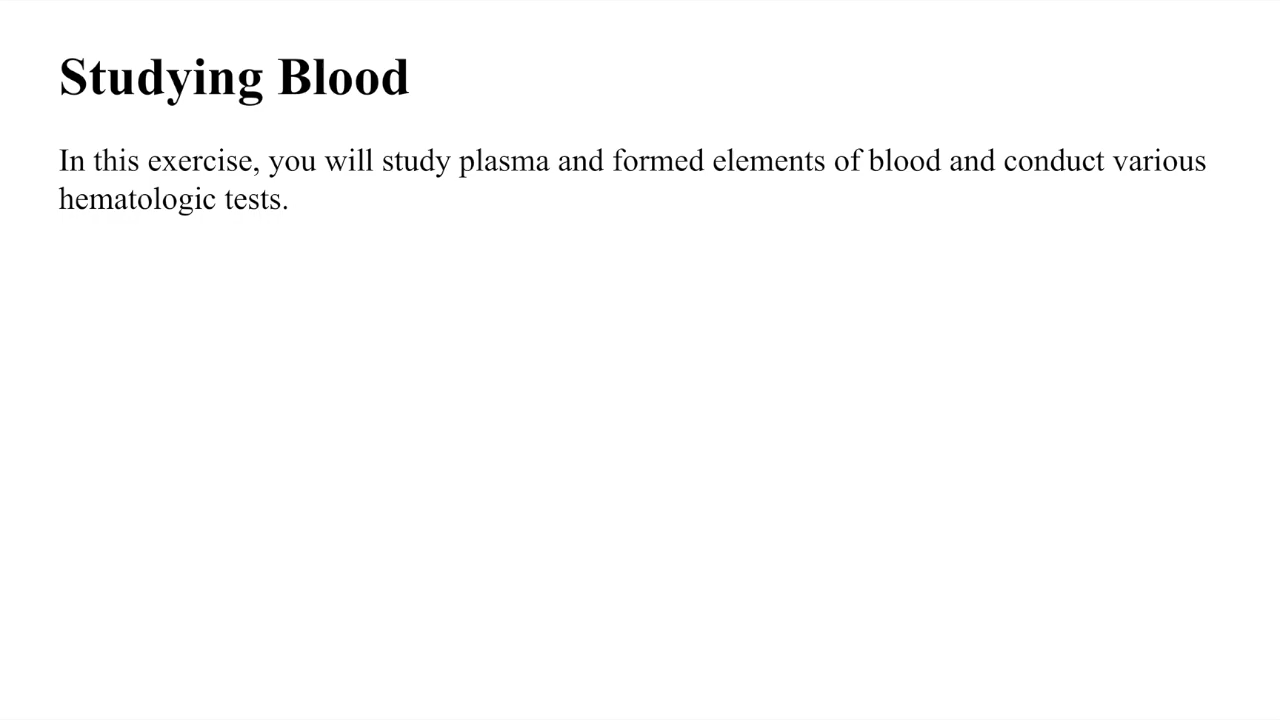 Studying Blood
In this exercise, you will study plasma and formed elements of blood and conduct various
hematologic tests.